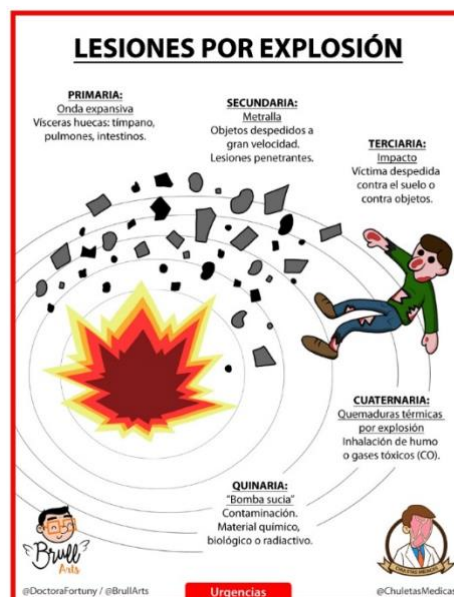 LESIONES POR EXPLOSIÓN
PRIMARIA:
Onda expansiva
Vísceras huecas: tímpano,
pulmones, intestinos.
SECUNDARIA:
Metralla
Objetos despedidos a
gran velocidad.
Lesiones penetrantes.
TERCIARIA:
Impacto
Víctima despedida
contra el suelo o
contra objetos.
CUATERNARIA:
Quemaduras térmicas
por explosión
Inhalación de humo
o gases tóxicos (CO).
QUINARIA:
"Bomba sucia"
Contaminación.
Material químico,
biológico o radiactivo.
Brull
Arts
CHULETAS MÉDICAS
@DoctoraFortuny / @BrullArts
Urgencias
@ChuletasMedicas